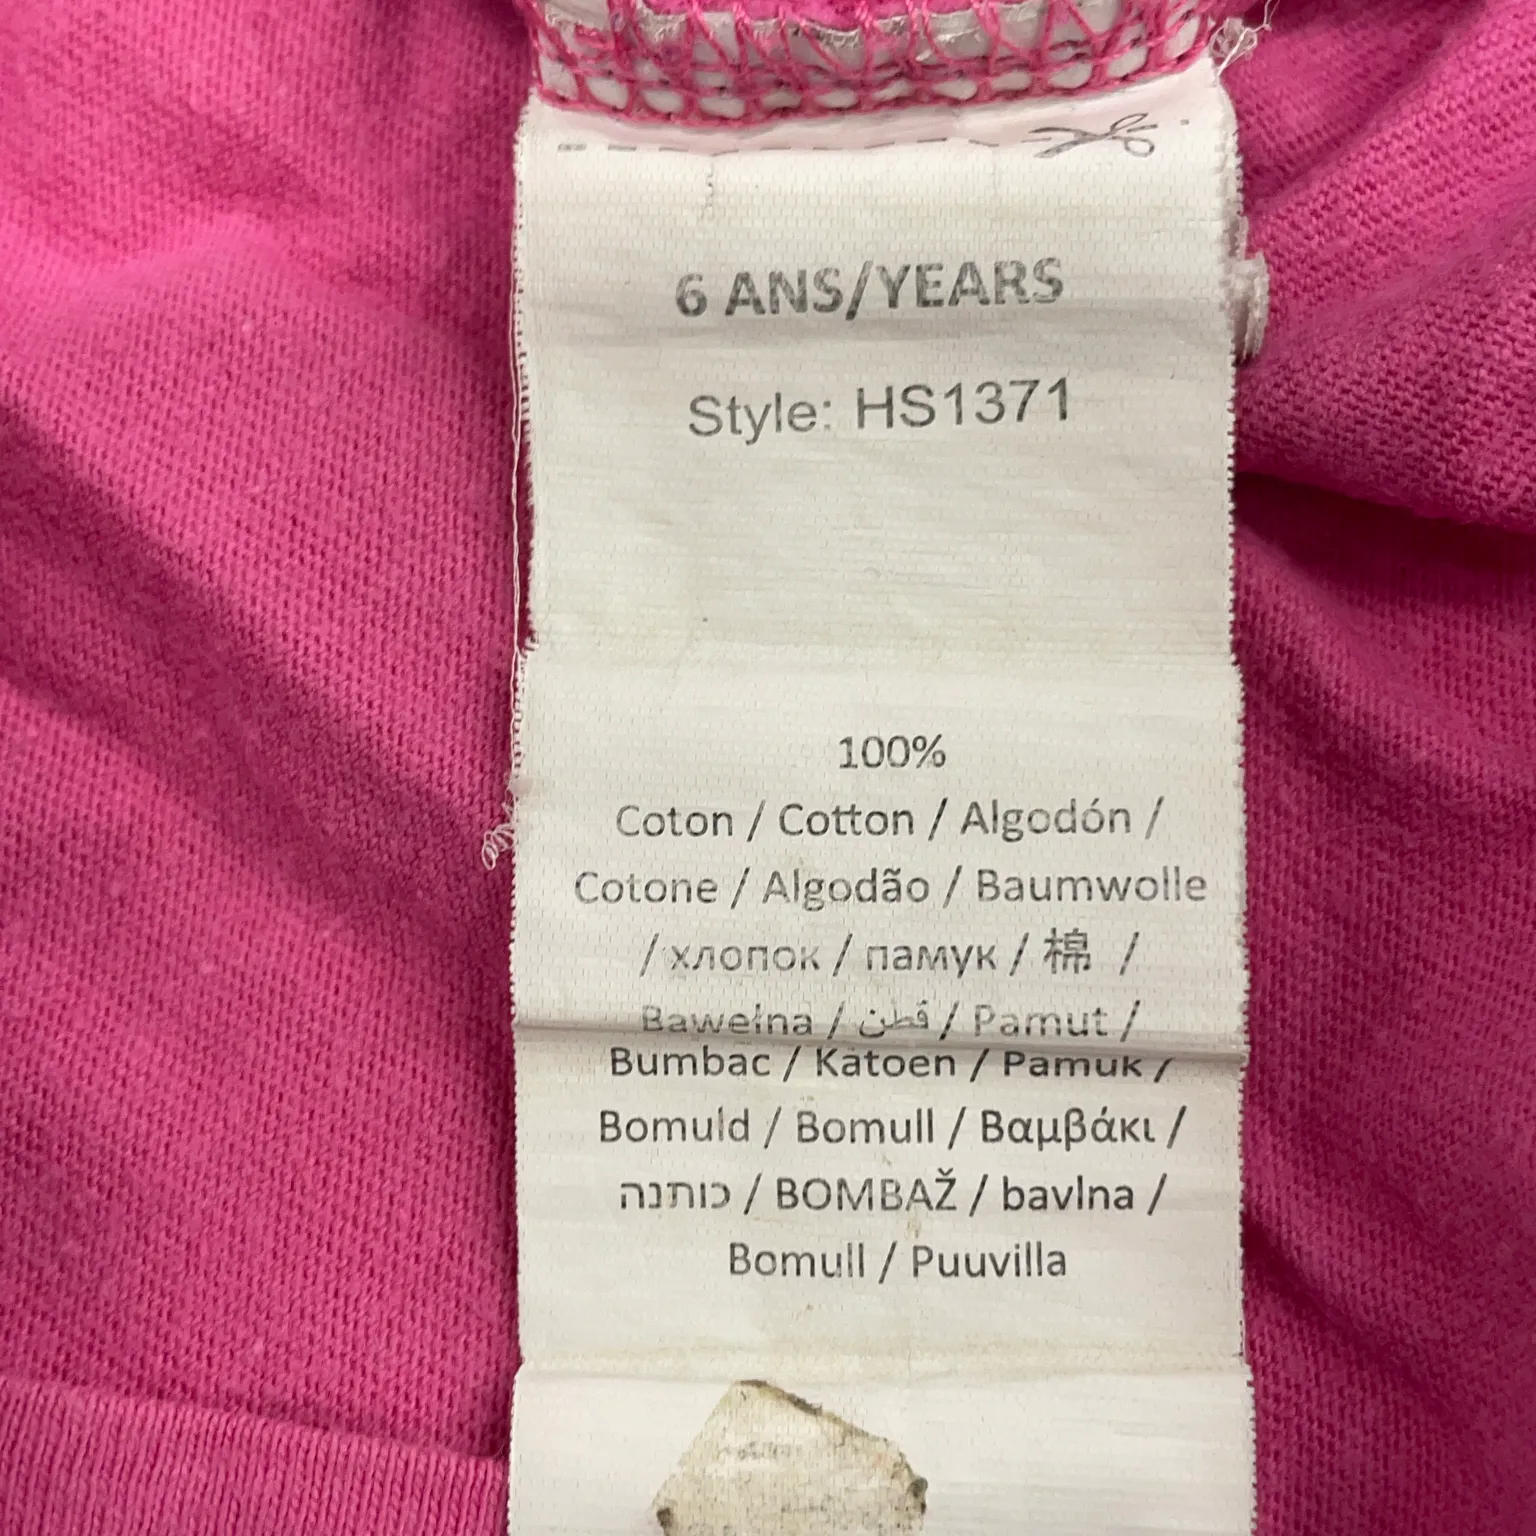 6 ANS/YEARS
Style: HS1371
100%
Coton / Cotton / Algodón /
Cotone / Algodão / Baumwolle
/ хлопок / памук / 棉 /
Bawełna / قطن / Pamut /
Bumbac / Katoen / Pamuk /
Bomuld / Bomull / Βαμβάκι /
כותנה / BOMBAŽ / bavlna /
Bomull / Puuvilla